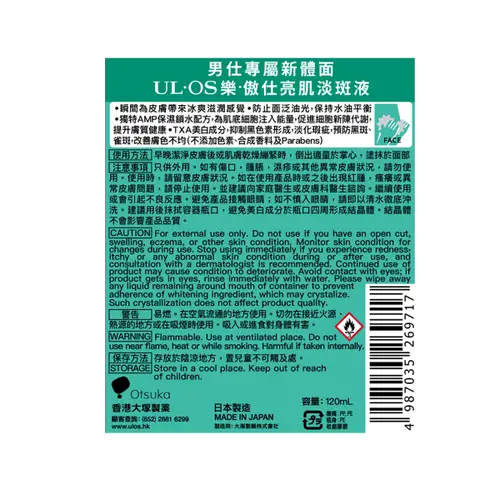 男仕專屬新體面
UL·OS樂·傲仕亮肌淡斑液
•瞬間為皮膚帶來冰爽滋潤感覺•防止面泛油光,保持水油平衡
•獨特AMP保濕鎖水配方,為肌底細胞注入能量,促進細胞新陳代謝,
提升膚質健康•TXA美白成分,抑制黑色素形成,淡化瑕疵,預防黑斑、
雀斑,改善膚色不均(不添加色素、合成香料及Parabens)
FACE
使用方法 早晚潔淨皮膚後或肌膚乾燥繃緊時,倒出適量於掌心,塗抹於面部
注意事項 只供外用。如有傷口,腫脹,濕疹或其他異常皮膚狀況,請勿使
用。使用時,請留意皮膚狀況。如在使用產品時或之後出現紅腫,瘙癢或異
常皮膚問題,請停止使用。並建議向家庭醫生或皮膚科醫生諮詢。繼續使用
或會引起不良反應。避免產品接觸眼睛;如不慎入眼睛,請即以清水徹底沖
洗。建議用後抹拭容器瓶口,避免美白成分於瓶口四周形成結晶體。結晶體
不會影響產品品質。
CAUTION For external use only. Do not use if you have an open cut,
swelling, eczema, or other skin condition. Monitor skin condition for
changes during use. Stop using immediately if you experience redness-
itchy or any abnormal skin condition during or after use, and
consultation with a dermatologist is recommended. Continued use of
product may cause condition to deteriorate. Avoid contact with eyes; if
product gets in eyes, rinse immediately with water. Please wipe away
any liquid remaining around mouth of container to prevent
adherence of whitening ingredient, which may crystalize.
Such crystallization does not affect product quality.
警告 易燃。在空氣流通的地方使用。切勿在接近火源、
熱源的地方或在吸煙時使用。吸入或進食對身體有害。
WARNING Flammable. Use at ventilated place. Do not
use near flame, heat or while smoking. Harmful if taken internally.
保存方法 存放於陰涼地方,置兒童不可觸及處。
STORAGE Store in a cool place. Keep out of reach
of children.
Otsuka
香港大塚製藥
顧客查詢: (852) 2881 6299
www.ulos.hk
日本製造
MADE IN JAPAN
製造商: 大塚製藥株式會社
容量: 120mL
瓶蓋: PP, PE
瓶身: PE
收縮膠膜
4 987035 269717